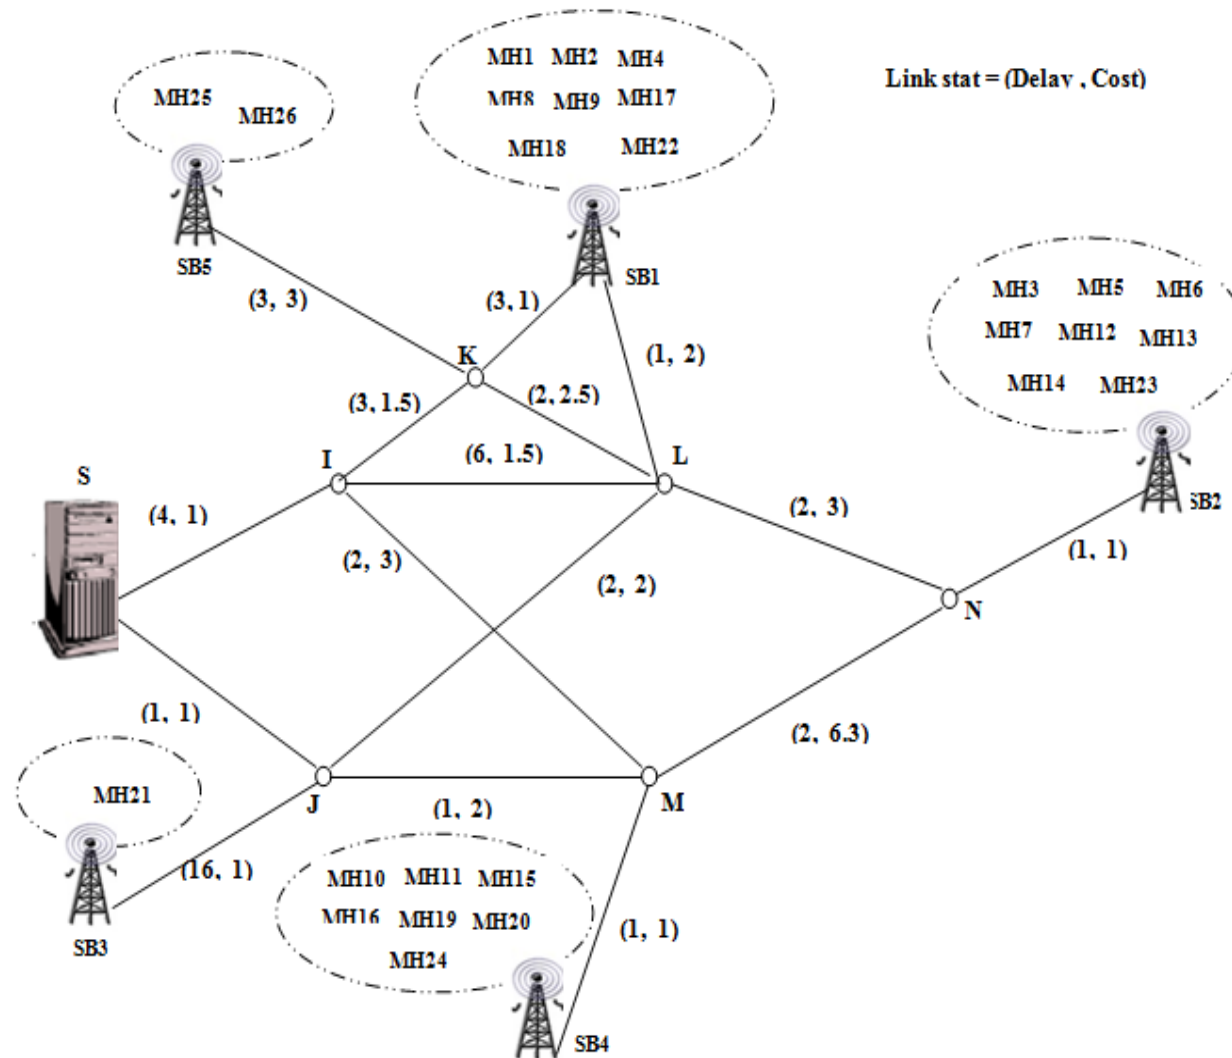 MH1 MH2 MH4
Link stat = (Delay , Cost)
MH25
MH8 MH9 MH17
MH26
MH18 MH22
SB5
SB1
(3, 3)
(3, 1)
MH3 MH5 MH6
MH7 MH12 MH13
K
(1, 2)
MH14 MH23
(3, 1.5)
(2, 2.5)
I
(6, 1.5)
L
S
(4, 1)
(2, 3)
SB2
(1, 1)
(2, 3)
(2, 2)
N
(1, 1)
(2, 6.3)
MH21
J
(1, 2)
M
(16, 1)
MH10 MH11 MH15
MH16 MH19 MH20
(1, 1)
SB3
MH24
SB4